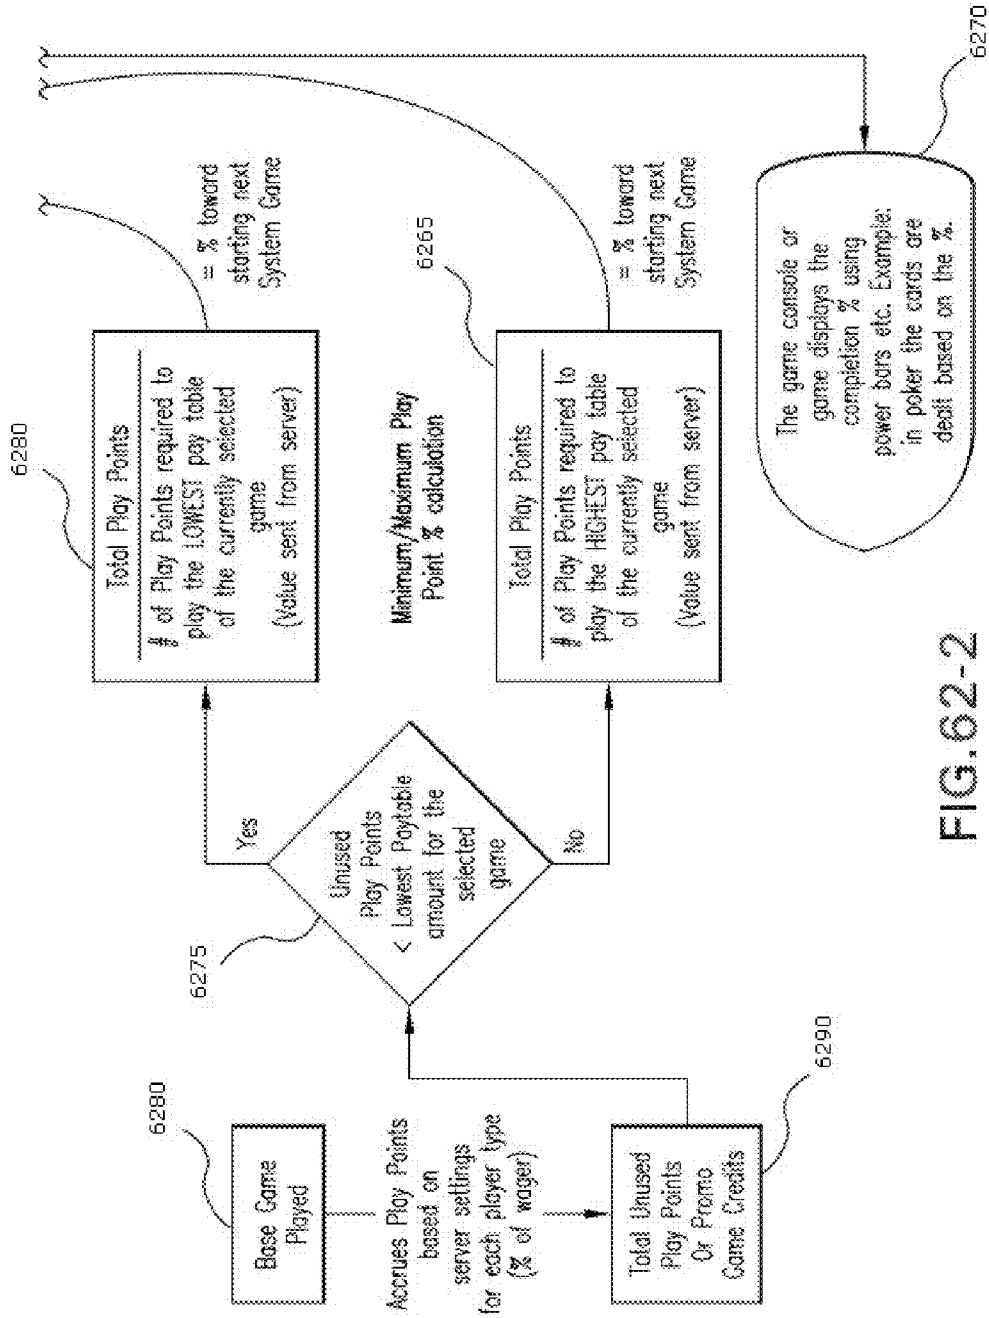 6280
Base Game
Played
Accrues Play Points
based on
server settings
for each player type
(% of wager)
Total Unused
Play Points
Or Promo
Game Credits
6290
6275
Unused
Play Points
< Lowest Paytable
amount for the
selected
game
Yes
No
6280
Total Play Points
# of Play Points required to
play the LOWEST pay table
of the currently selected
game
(Value sent from server)
= % toward
starting next
System Game
Minimum/Maximum Play
Point % calculation
6265
Total Play Points
# of Play Points required to
play the HIGHEST pay table
of the currently selected
game
(Value sent from server)
= % toward
starting next
System Game
The game console or
game displays the
completion % using
power bars etc. Example:
in poker the cards are
dealt based on the %.
6270
FIG.62-2